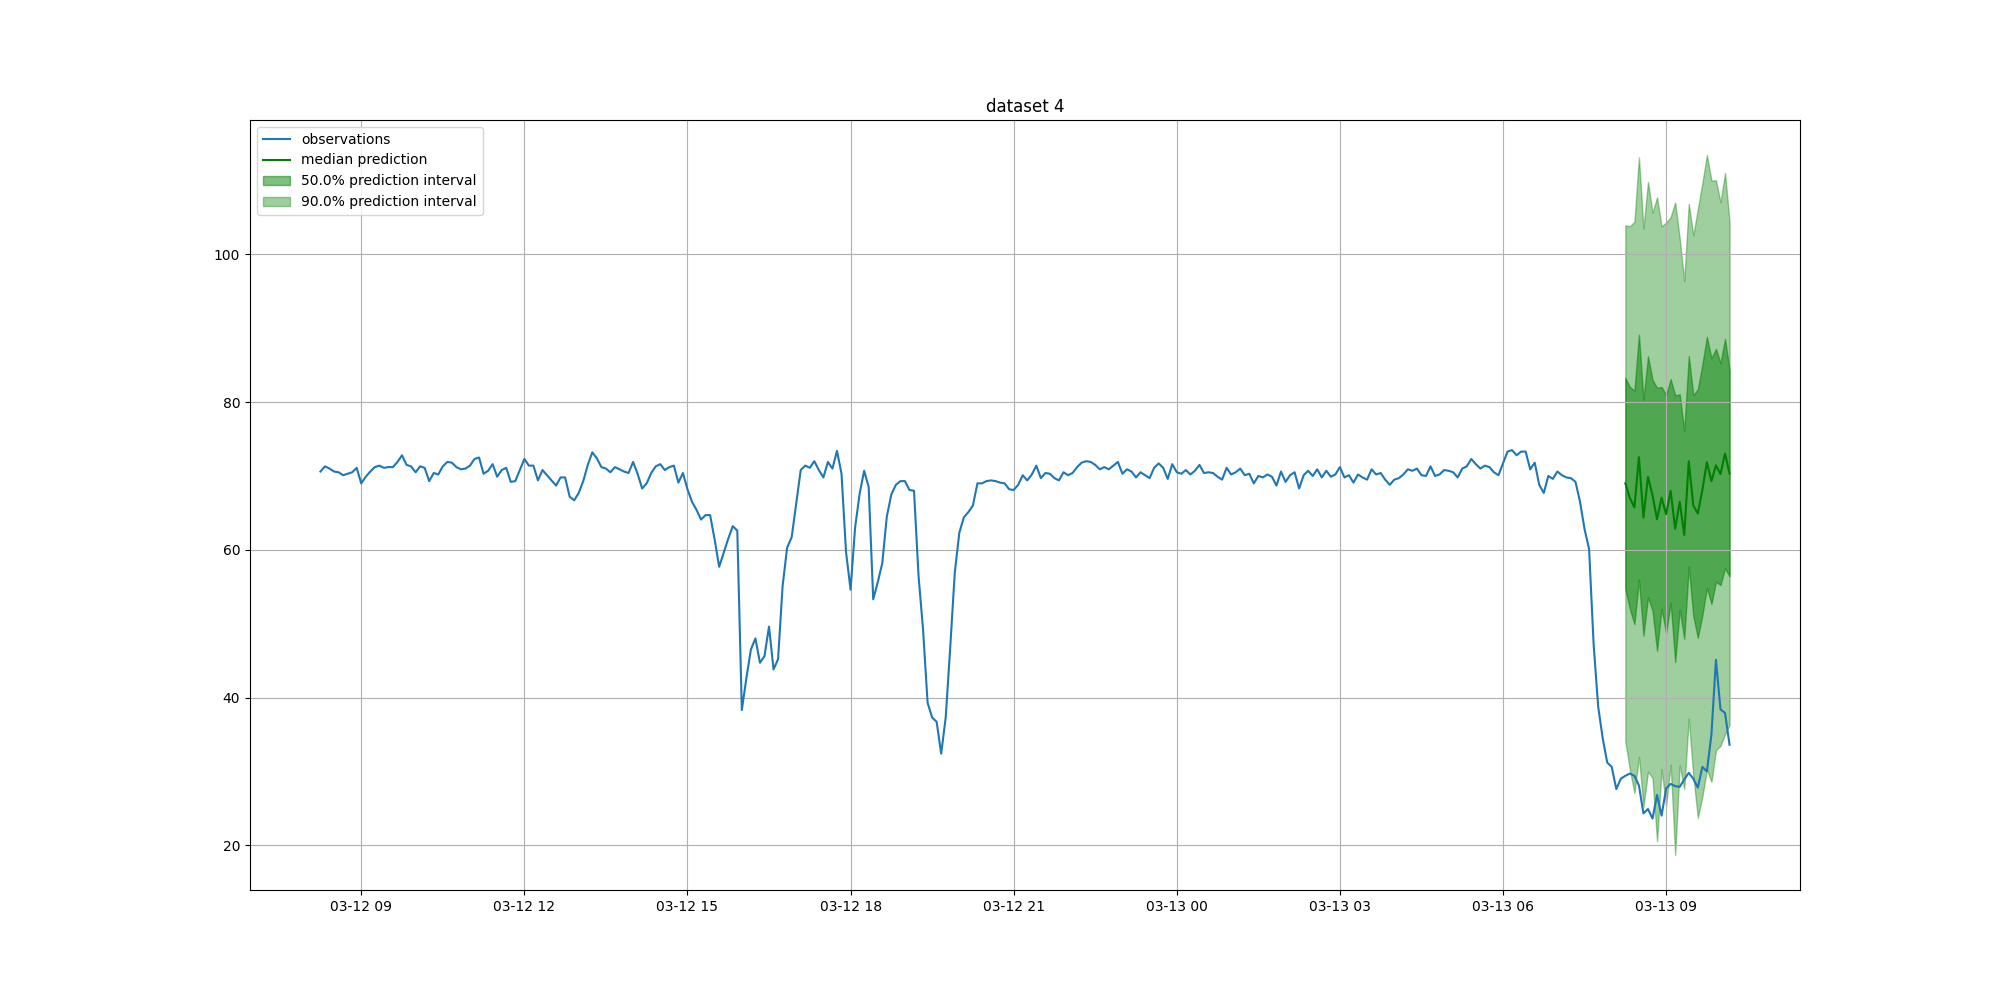 dataset 4
observations
median prediction
50.0% prediction interval
90.0% prediction interval
100
80
60
40
20
03-12 09
03-12 12
03-12 15
03-12 18
03-12 21
03-13 00
03-13 03
03-13 06
03-13 09